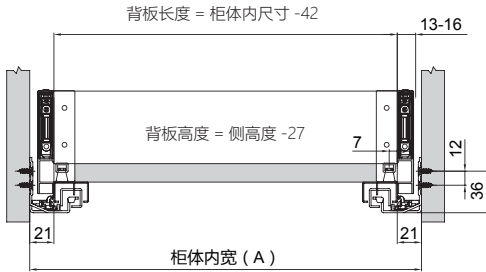 背板长度 = 柜体内尺寸 -42
13-16
背板高度 = 侧高度 -27
7
12
36
21
21
柜体内宽（A）